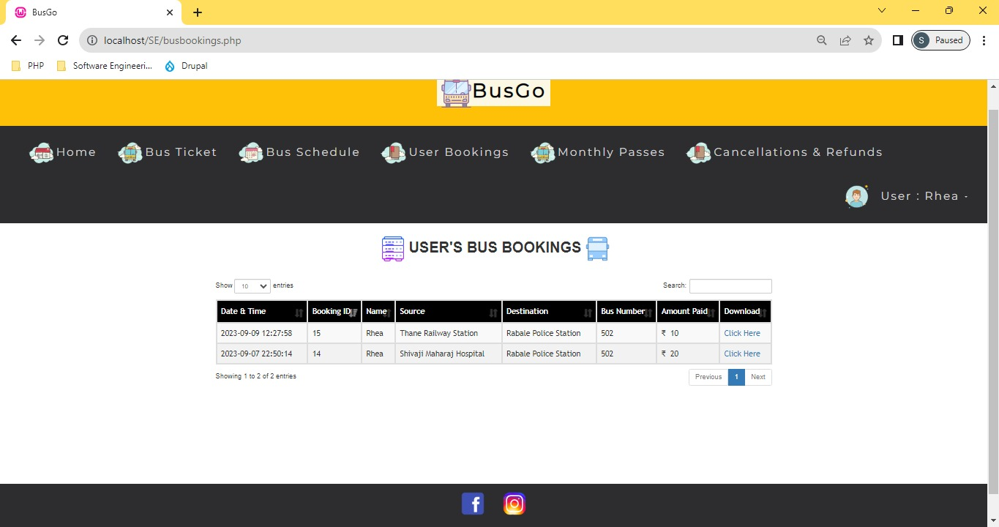 BusGo
localhost/SE/busbookings.php
S Paused
PHP Software Engineeri... Drupal
BusGo
Home Bus Ticket Bus Schedule User Bookings Monthly Passes Cancellations & Refunds
User : Rhea -
USER'S BUS BOOKINGS
Show 10 entries Search:
Date & Time Booking ID Name Source Destination Bus Number Amount Paid Download
2023-09-09 12:27:58 15 Rhea Thane Railway Station Rabale Police Station 502 ₹ 10 Click Here
2023-09-07 22:50:14 14 Rhea Shivaji Maharaj Hospital Rabale Police Station 502 ₹ 20 Click Here
Showing 1 to 2 of 2 entries Previous 1 Next